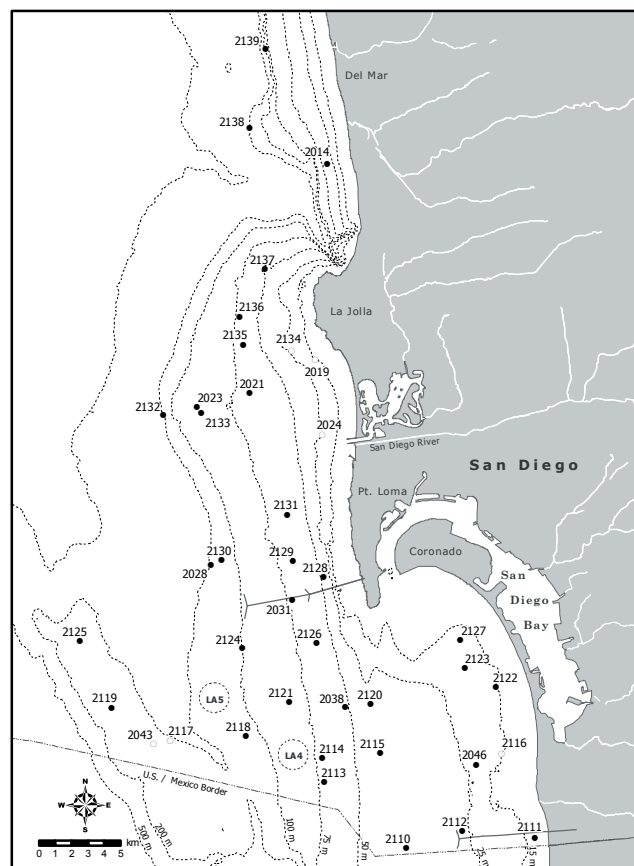 2139
Del Mar
2138
2014
2137
La Jolla
2136
2135
2134
2019
2021
2023
2132
2133
2024
San Diego River
San Diego
Pt. Loma
2131
Coronado
2130
2129
2028
2128
San
Diego
Bay
2031
2125
2124
2126
2127
2123
2122
2119
LA5
2121
2038
2120
2043
2117
2118
LA4
2114
2115
2116
2046
2113
U.S. / Mexico Border
N
W
E
S
500 m
200 m
100 m
75 m
50 m
25 m
15 m
2112
2111
2110
0 1 2 3 4 5
km